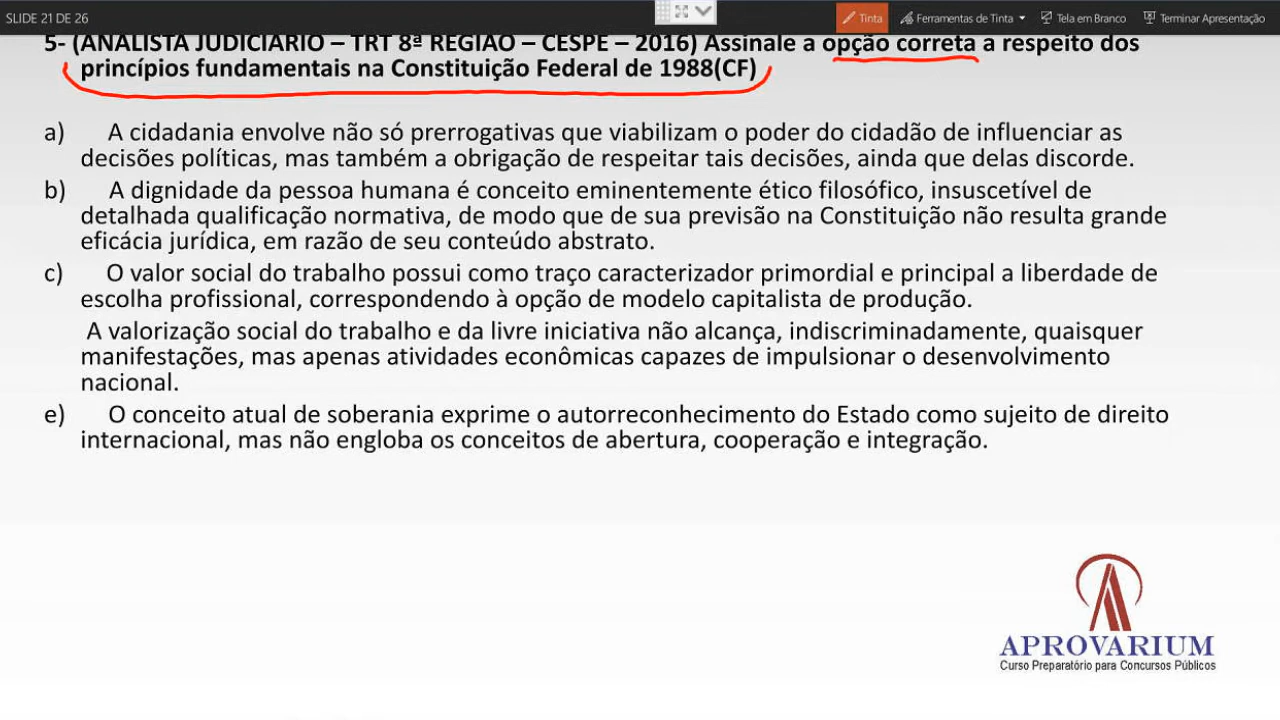 SLIDE 21 DE 26
Tinta
Ferramentas de Tinta
Tela em Branco
Terminar Apresentação
5- (ANALISTA JUDICIÁRIO – TRT 8ª REGIÃO – CESPE – 2016) Assinale a opção correta a respeito dos
princípios fundamentais na Constituição Federal de 1988(CF)
a) A cidadania envolve não só prerrogativas que viabilizam o poder do cidadão de influenciar as
decisões políticas, mas também a obrigação de respeitar tais decisões, ainda que delas discorde.
b) A dignidade da pessoa humana é conceito eminentemente ético filosófico, insuscetível de
detalhada qualificação normativa, de modo que de sua previsão na Constituição não resulta grande
eficácia jurídica, em razão de seu conteúdo abstrato.
c) O valor social do trabalho possui como traço caracterizador primordial e principal a liberdade de
escolha profissional, correspondendo à opção de modelo capitalista de produção.
A valorização social do trabalho e da livre iniciativa não alcança, indiscriminadamente, quaisquer
manifestações, mas apenas atividades econômicas capazes de impulsionar o desenvolvimento
nacional.
e) O conceito atual de soberania exprime o autorreconhecimento do Estado como sujeito de direito
internacional, mas não engloba os conceitos de abertura, cooperação e integração.
APROVARIUM
Curso Preparatório para Concursos Públicos